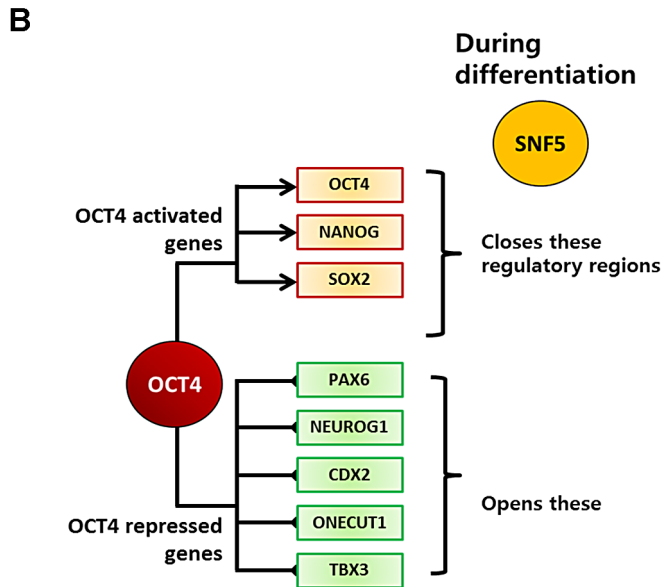 B
During
differentiation
SNF5
OCT4 activated
genes
OCT4
NANOG
SOX2
Closes these
regulatory regions
OCT4
PAX6
NEUROG1
CDX2
ONECUT1
TBX3
Opens these
OCT4 repressed
genes